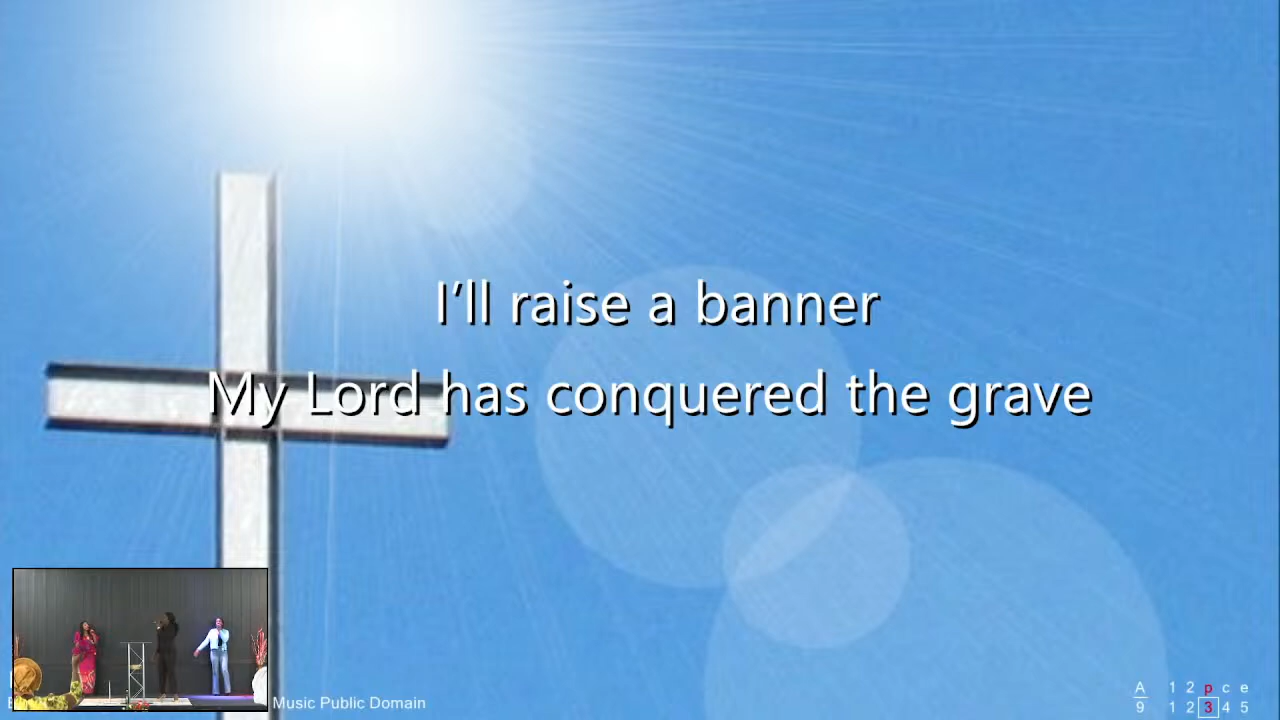 I'll raise a banner
My Lord has conquered the grave
Music Public Domain
A 1 2 p c e
9 1 2 3 4 5